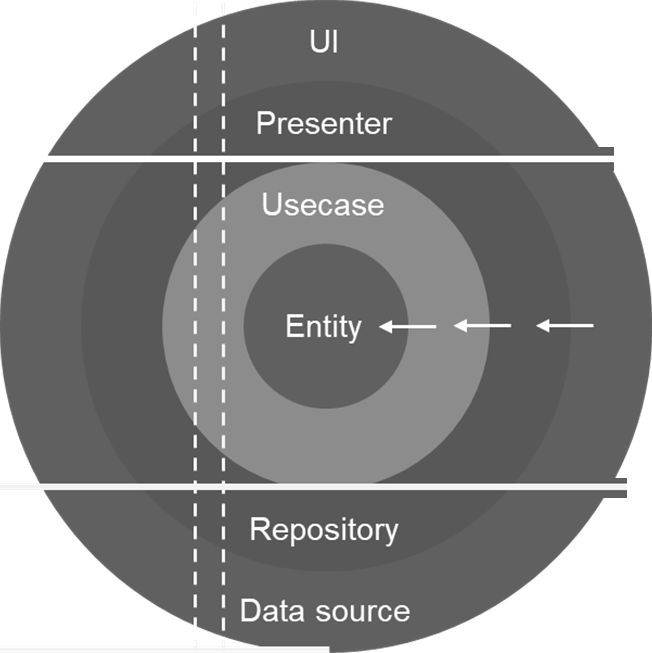 UI
Presenter
Usecase
Entity
Repository
Data source